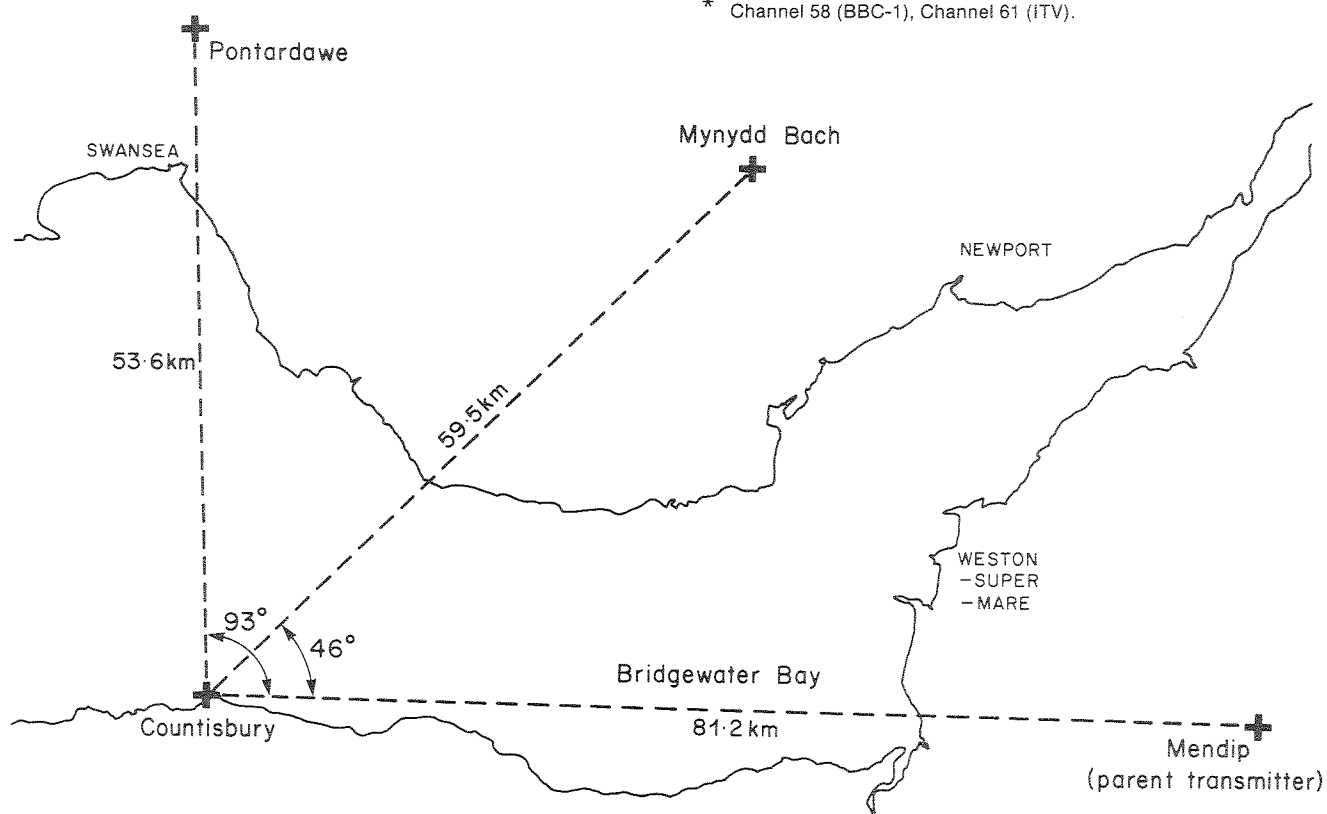 * Channel 58 (BBC-1), Channel 61 (ITV).
Pontardawe
SWANSEA
Mynydd Bach
NEWPORT
53·6km
59·5km
WESTON
-SUPER
-MARE
93°
46°
Bridgewater Bay
Countisbury
81·2km
Mendip
(parent transmitter)